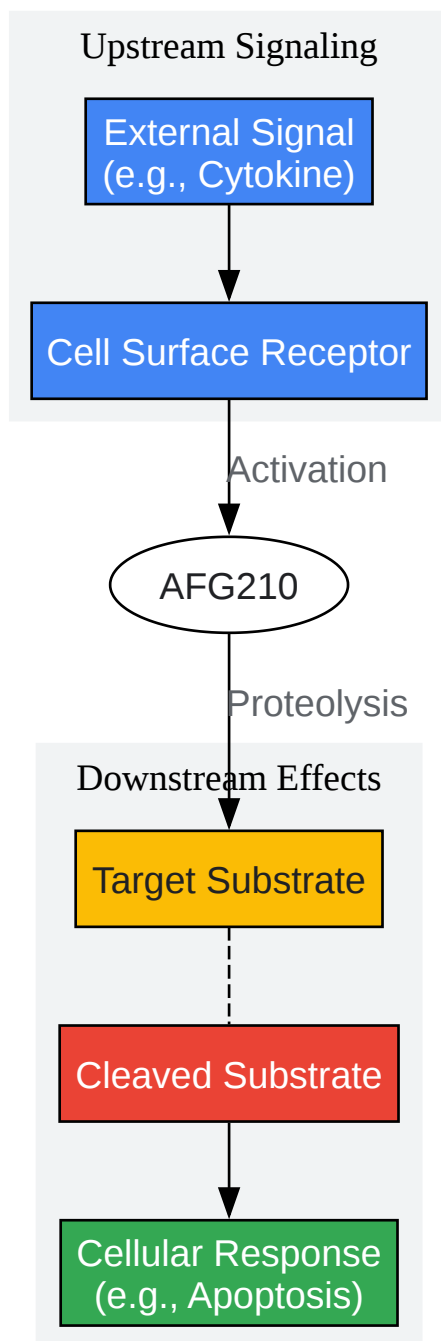 Upstream Signaling
External Signal
(e.g., Cytokine)
Cell Surface Receptor
Activation
AFG210
Proteolysis
Downstream Effects
Target Substrate
Cleaved Substrate
Cellular Response
(e.g., Apoptosis)